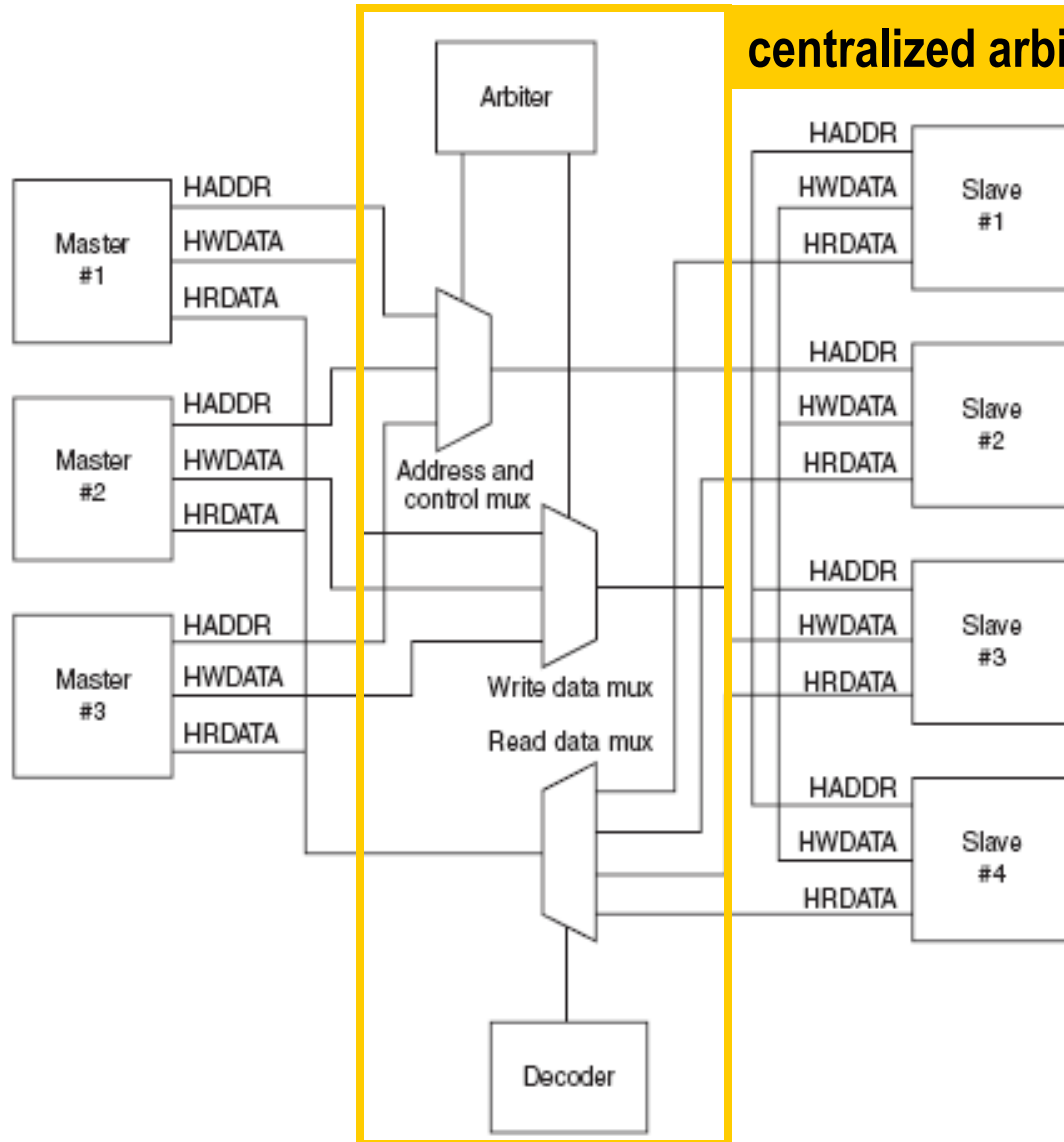 centralized arbi
Arbiter
Master
#1
HADDR
HWDATA
HRDATA
Master
#2
HADDR
HWDATA
HRDATA
Master
#3
HADDR
HWDATA
HRDATA
Address and
control mux
Write data mux
Read data mux
Decoder
HADDR
HWDATA
HRDATA
Slave
#1
HADDR
HWDATA
HRDATA
Slave
#2
HADDR
HWDATA
HRDATA
Slave
#3
HADDR
HWDATA
HRDATA
Slave
#4